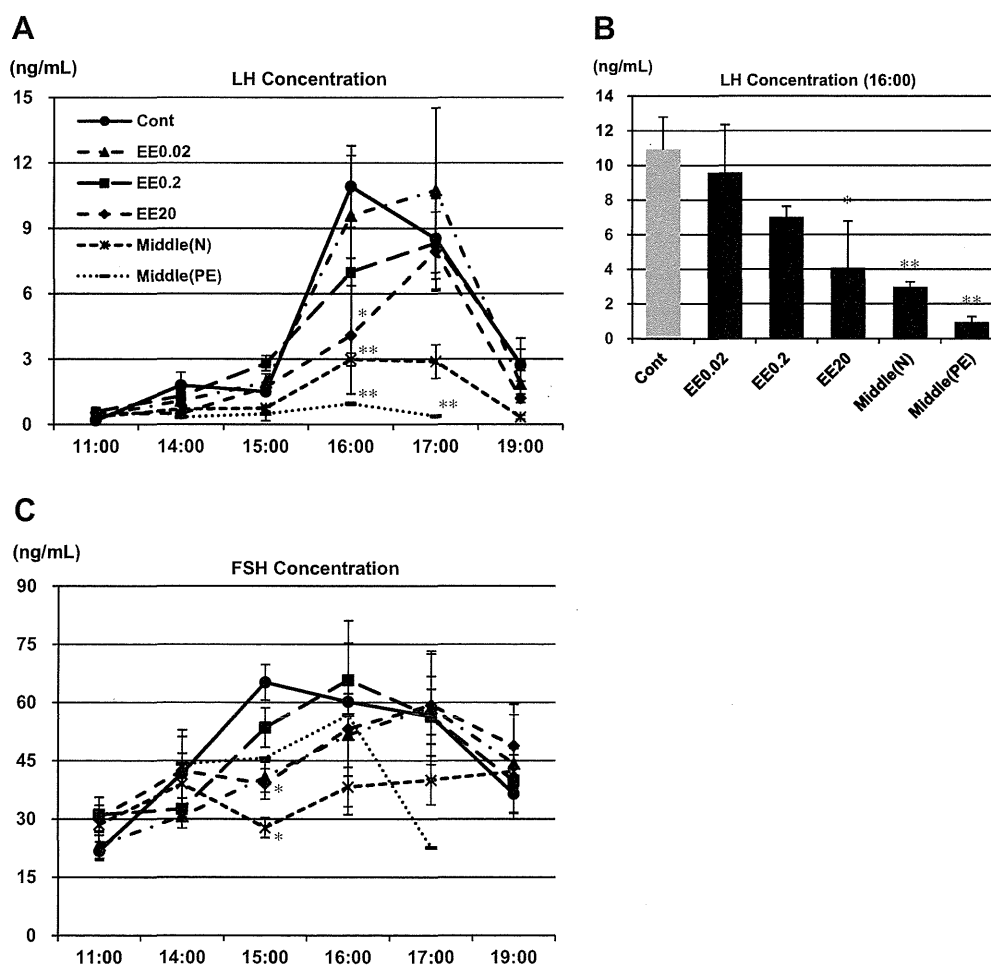 A
(ng/mL)
LH Concentration
15
12
9
6
3
0
Cont
EE0.02
EE0.2
EE20
Middle(N)
Middle(PE)
*
**
**
**
11:00 14:00 15:00 16:00 17:00 19:00
B
(ng/mL)
LH Concentration (16:00)
14
12
10
8
6
4
2
0
*
**
**
Cont
EE0.02
EE0.2
EE20
Middle(N)
Middle(PE)
C
(ng/mL)
FSH Concentration
90
75
60
45
30
15
0
*
*
11:00 14:00 15:00 16:00 17:00 19:00